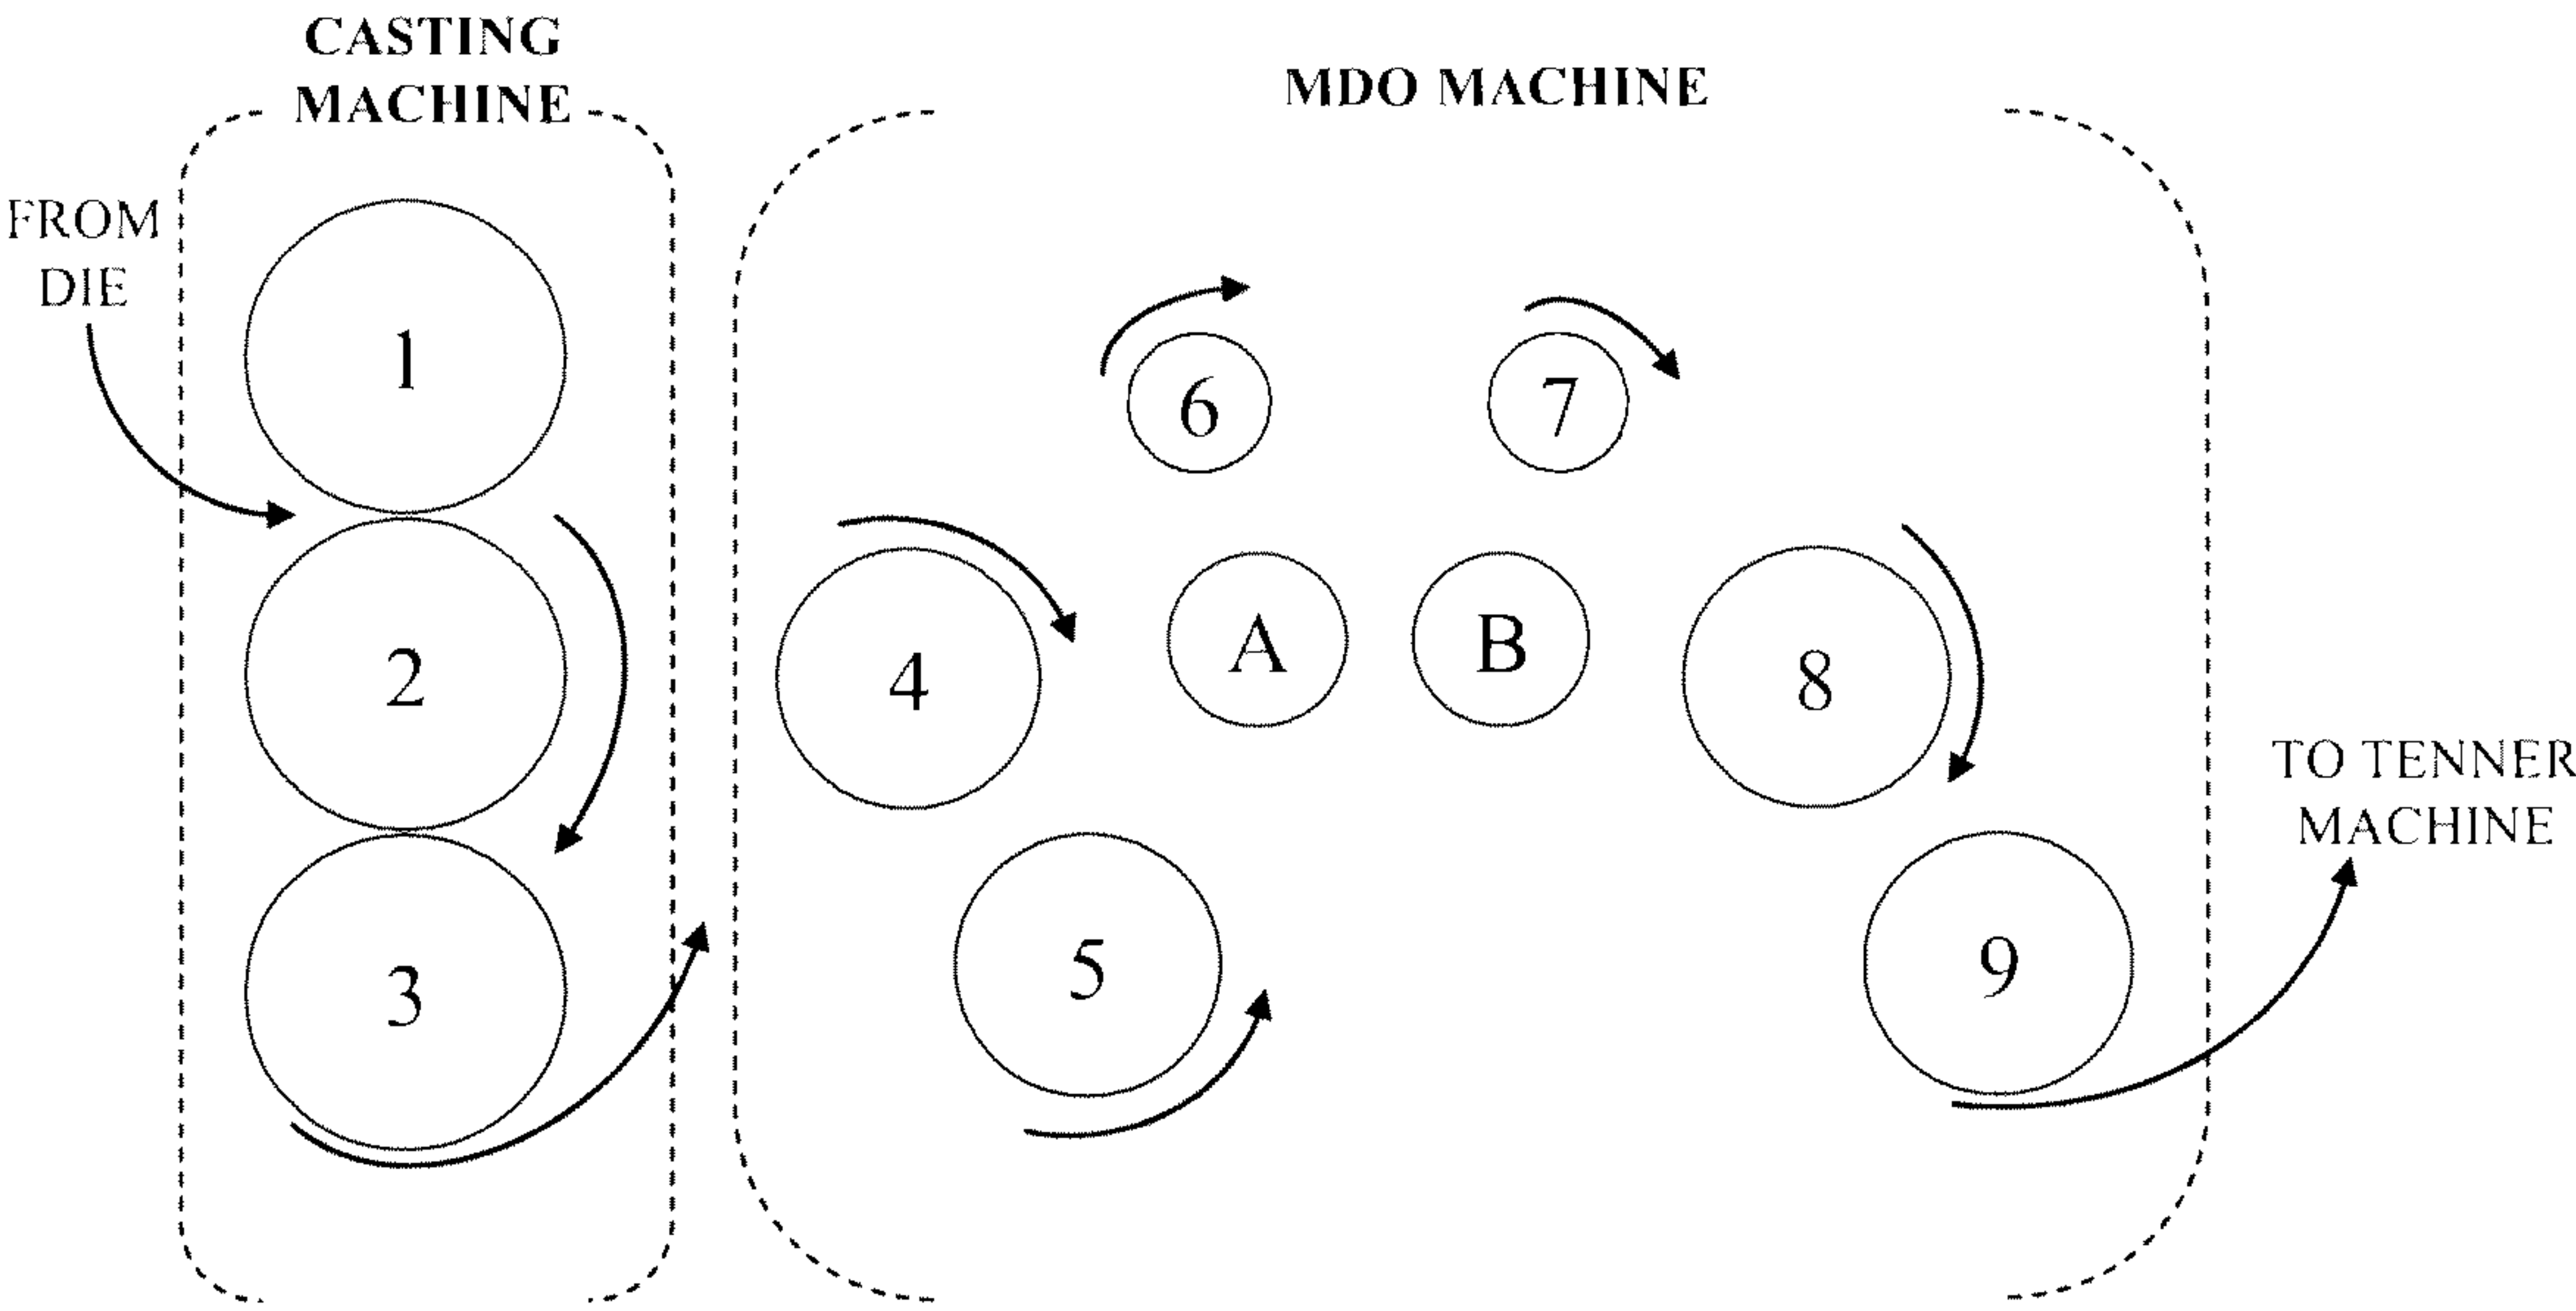 CASTING
MACHINE
MDO MACHINE
FROM
DIE
1
2
3
4
5
6
7
A
B
8
9
TO TENNER
MACHINE